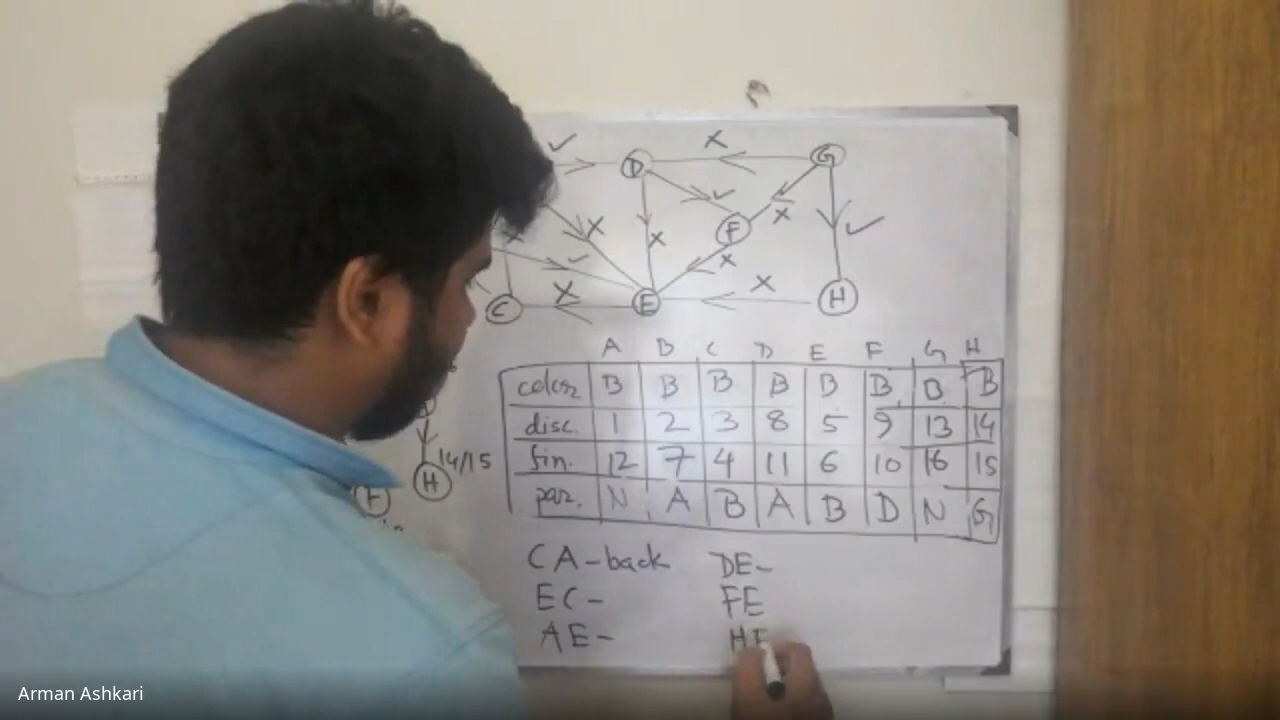 ✓ X
D G
X ✓ X ✓
X F
✓ X X
C X E X H
A B C D E F G H
color B B B B B B B B
disc. 1 2 3 8 5 9 13 14
fin. 12 7 4 11 6 10 16 15
par. N A B A B D N G
14/15
H
F
CA-back DE-
EC- FE
AE-
Arman Ashkari